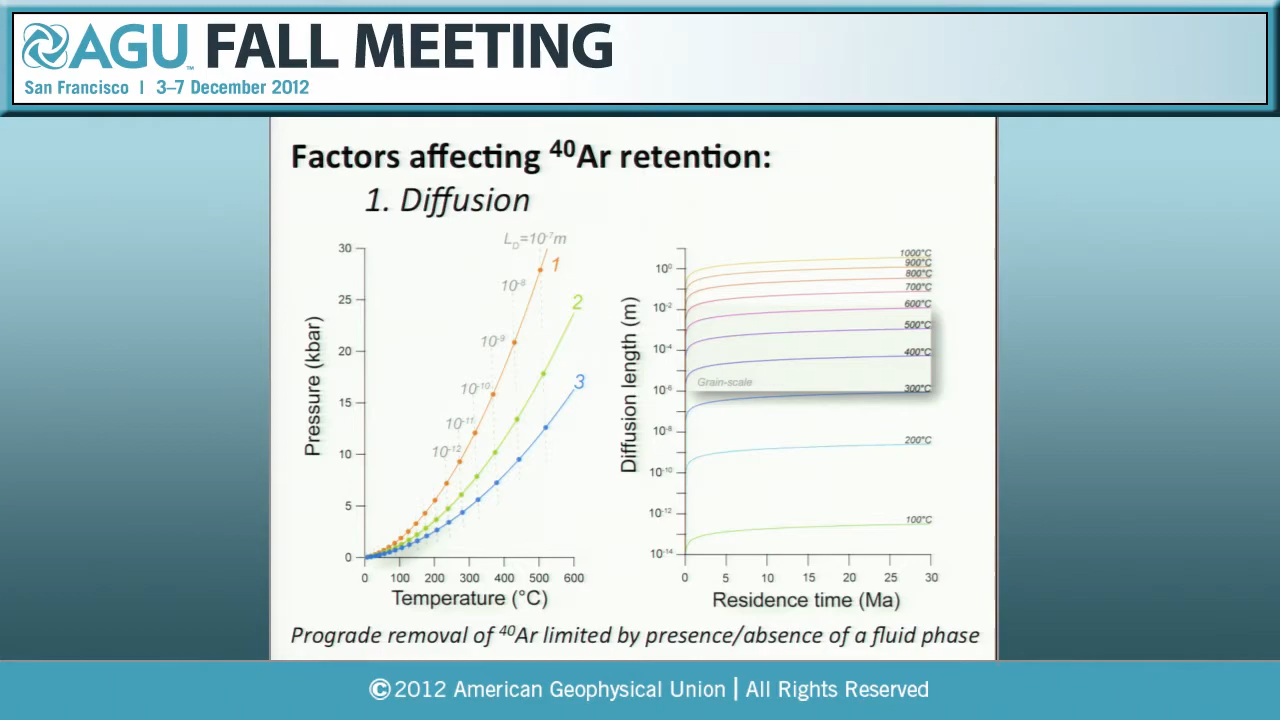 AGU FALL MEETING
San Francisco | 3–7 December 2012
Factors affecting ⁴⁰Ar retention:
1. Diffusion
L_D=10⁻⁷m
10⁻⁸
10⁻⁹
10⁻¹⁰
10⁻¹¹
10⁻¹²
1
2
3
30
25
20
15
10
5
0
Pressure (kbar)
0 100 200 300 400 500 600
Temperature (°C)
10⁰
10⁻²
10⁻⁴
10⁻⁶
10⁻⁸
10⁻¹⁰
10⁻¹²
10⁻¹⁴
Diffusion length (m)
1000°C
900°C
800°C
700°C
600°C
500°C
400°C
Grain-scale
300°C
200°C
100°C
0 5 10 15 20 25 30
Residence time (Ma)
Prograde removal of ⁴⁰Ar limited by presence/absence of a fluid phase
© 2012 American Geophysical Union | All Rights Reserved